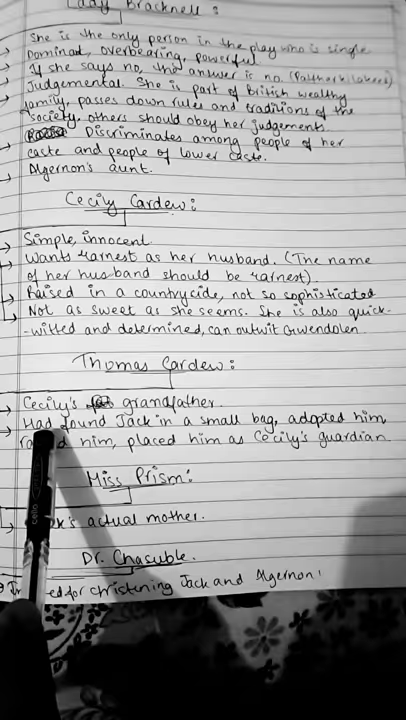 Lady Bracknell:
She is the only person in the play who is single
Dominat, overbearing, powerful
If she says no, the answer is no.
Judgemental. She is part of British wealthy
family, passes down rules and traditions of the
society, others should obey her judgements.
Discriminates among people of her
caste and people of lower caste.
Algernon's aunt.
Cecily Cardew:
Simple, innocent
Wants Earnest as her husband. (The name
of her husband should be Earnest)
Raised in a countrycide, not so sophisticated
Not as sweet as she seems. She is also quick-
-witted and determined, can outwit Gwendolen
Thomas Cardew:
Cecily's grandfather
Had found Jack in a small bag, adopted him
him, placed him as Cecily's guardian
Miss Prism:
actual mother.
Dr. Chasuble.
for christening Jack and Algernon